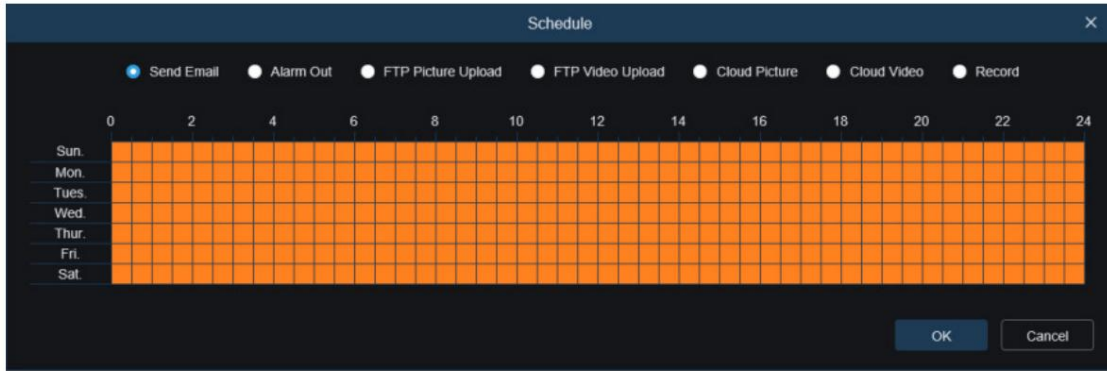 Schedule ×
Send Email Alarm Out FTP Picture Upload FTP Video Upload Cloud Picture Cloud Video Record
0 2 4 6 8 10 12 14 16 18 20 22 24
Sun.
Mon.
Tues.
Wed.
Thur.
Fri.
Sat.
OK Cancel